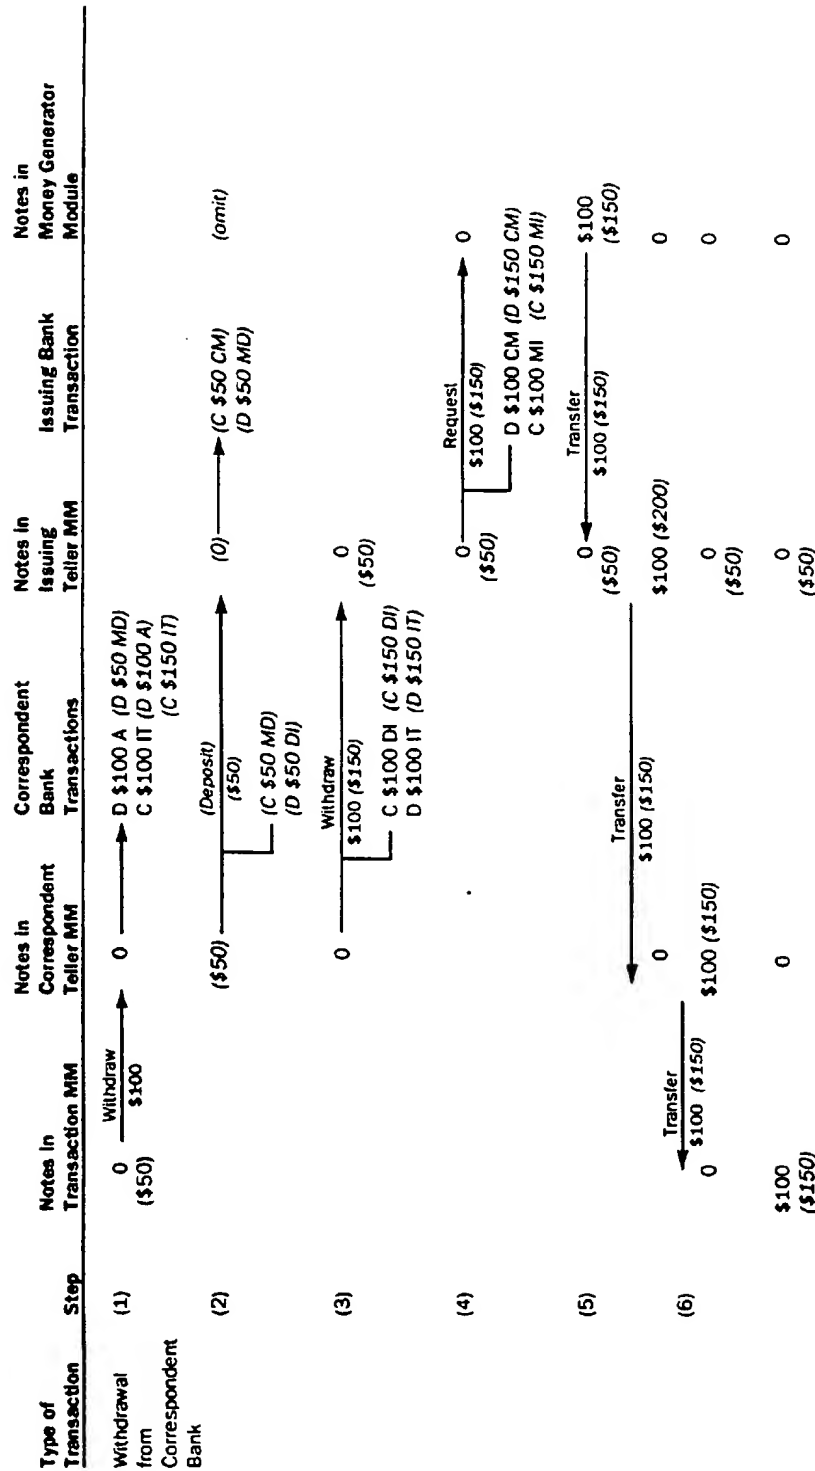 Type of
Transaction
Step
Notes in
Transaction MM
Notes in
Correspondent
Teller MM
Correspondent
Bank
Transactions
Notes in
Issuing
Teller MM
Issuing Bank
Transaction
Notes in
Money Generator
Module
Withdrawal
from
Correspondent
Bank
(1)
0
($50)
Withdraw
$100
0
D $100 A (D $50 MD)
C $100 IT (D $100 A)
(C $150 IT)
(2)
($50)
(Deposit)
($50)
(C $50 MD)
(D $50 DI)
(0)
(C $50 CM)
(D $50 MD)
(omit)
(3)
0
Withdraw
$100 ($150)
C $100 DI (C $150 DI)
D $100 IT (D $150 IT)
0
($50)
(4)
0
($50)
Request
$100 ($150)
D $100 CM (D $150 CM)
C $100 MI (C $150 MI)
0
(5)
0
($50)
Transfer
$100 ($150)
$100
($150)
Transfer
$100 ($150)
0
$100 ($200)
0
(6)
Transfer
$100 ($150)
0
$100 ($150)
0
($50)
0
$100
($150)
0
0
($50)
0